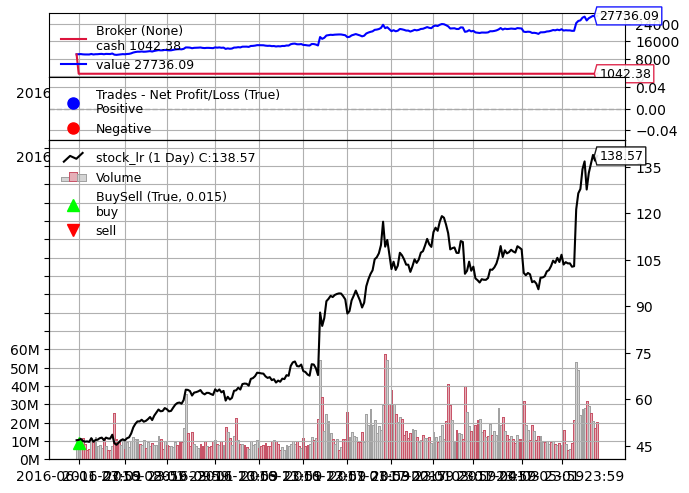 Broker (None)
cash 1042.38
value 27736.09
27736.09
24000
16000
8000
1042.38
2016
Trades - Net Profit/Loss (True)
Positive
Negative
0.04
0.00
−0.04
2016
stock_lr (1 Day) C:138.57
Volume
BuySell (True, 0.015)
buy
sell
138.57
135
120
105
90
75
60
45
60M
50M
40M
30M
20M
10M
0M